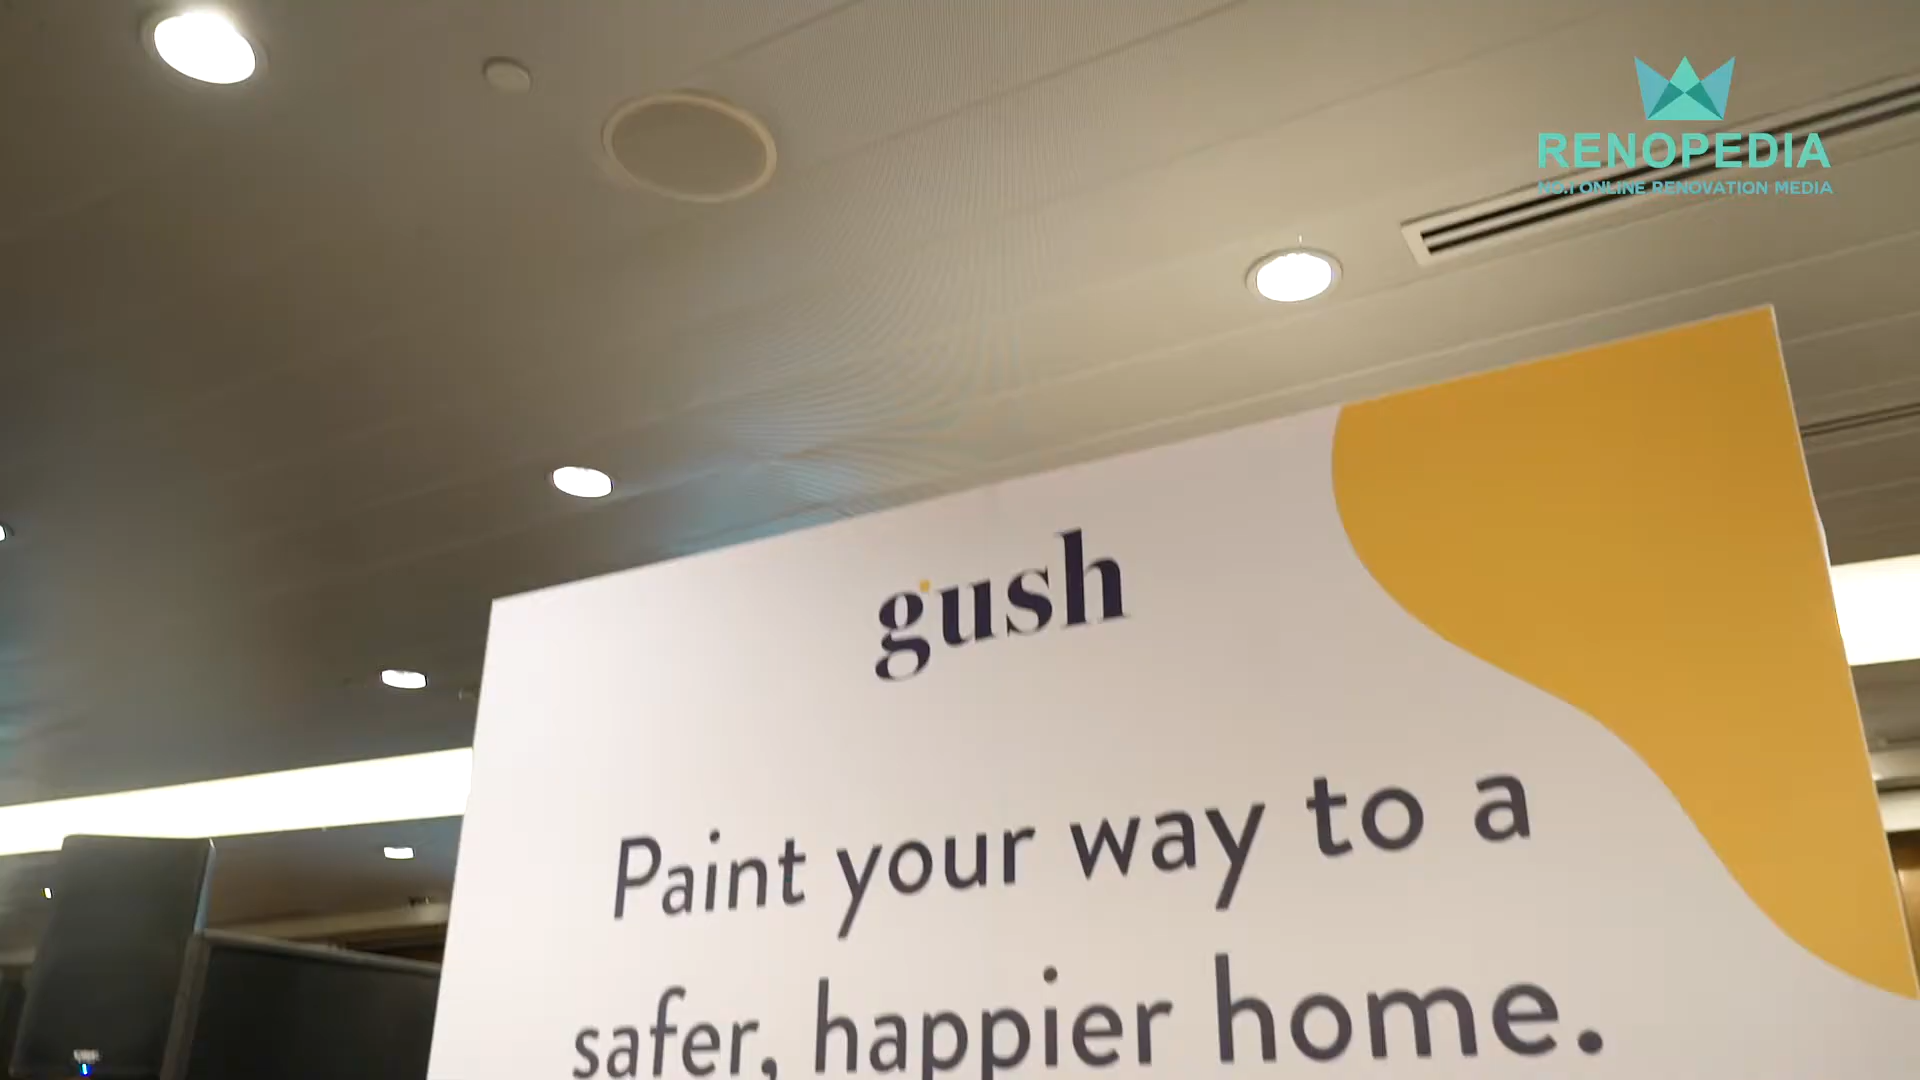 RENOPEDIA
NO.1 ONLINE RENOVATION MEDIA
gush
Paint your way to a
safer, happier home.